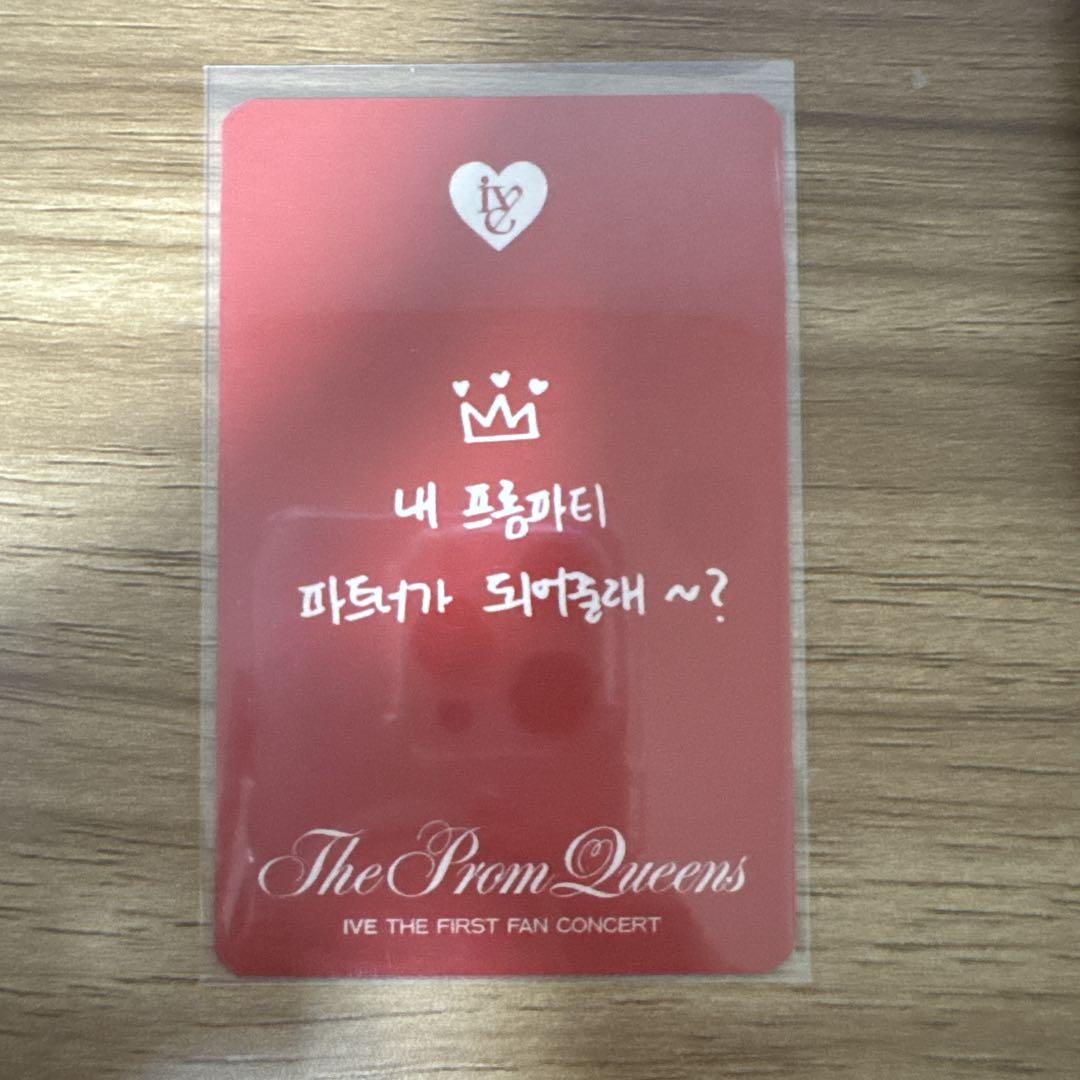 ive
내 프롬파티
파트너가 되어줄래 ~?
The Prom Queens
IVE THE FIRST FAN CONCERT